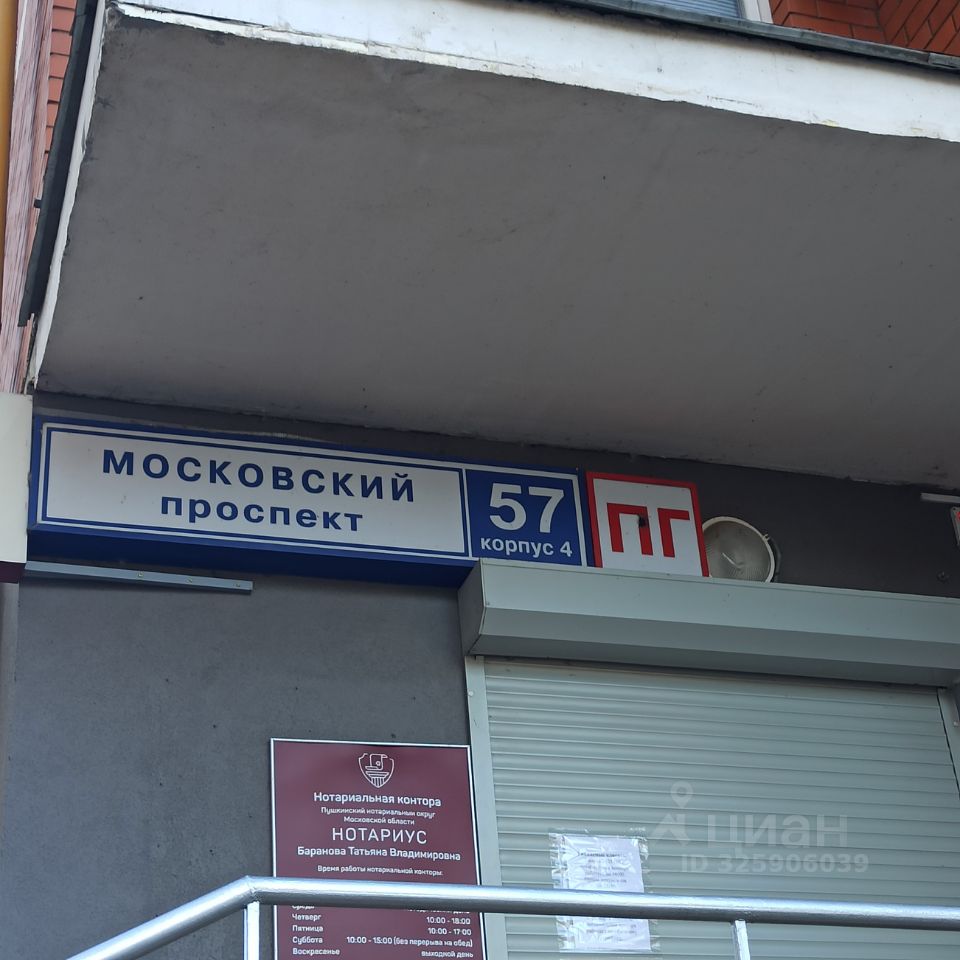 МОСКОВСКИЙ
проспект
57
корпус 4
ПГ
Нотариальная контора
Пушкинский нотариальный округ
Московской области
НОТАРИУС
Баранова Татьяна Владимировна
Время работы нотариальной конторы:
Среда
Четверг 10:00 - 18:00
Пятница 10:00 - 17:00
Суббота 10:00 - 15:00 (без перерыва на обед)
Воскресенье выходной день
циан
ID 325906039